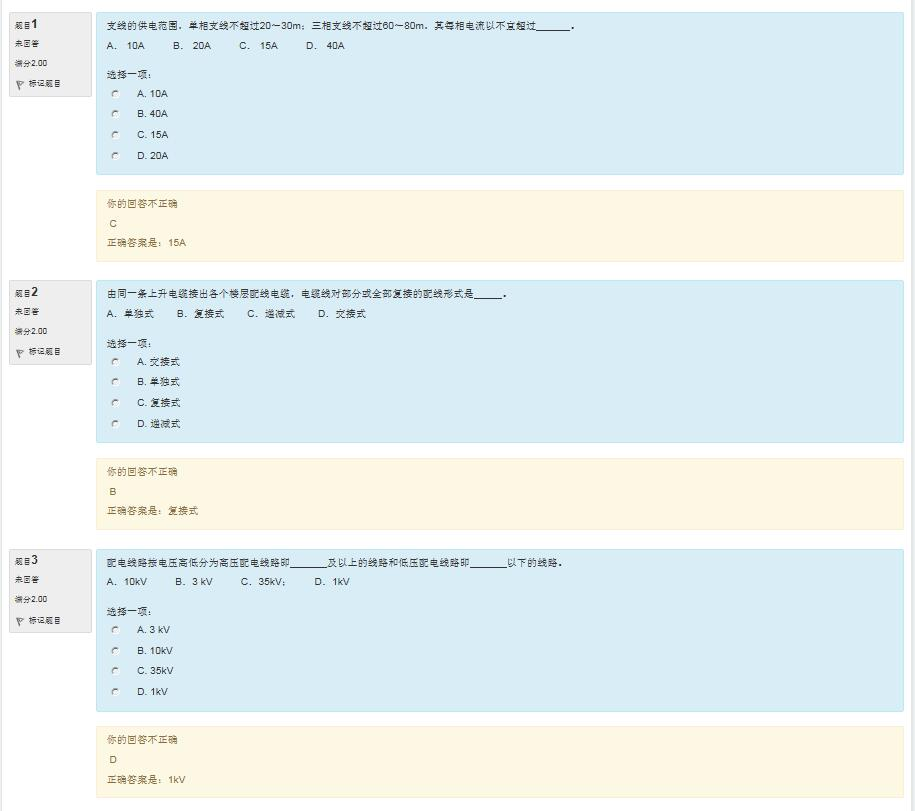 题目1
未回答
满分2.00
标记题目
支线的供电范围，单相支线不超过20～30m；三相支线不超过60～80m，其每相电流以不宜超过______。
A． 10A B． 20A C． 15A D． 40A
选择一项：
A. 10A
B. 40A
C. 15A
D. 20A
你的回答不正确
C
正确答案是：15A
题目2
未回答
满分2.00
标记题目
由同一条上升电缆接出各个楼层配线电缆，电缆线对部分或全部复接的配线形式是_____。
A．单独式 B．复接式 C．递减式 D．交接式
选择一项：
A. 交接式
B. 单独式
C. 复接式
D. 递减式
你的回答不正确
B
正确答案是：复接式
题目3
未回答
满分2.00
标记题目
配电线路按电压高低分为高压配电线路即_______及以上的线路和低压配电线路即_______以下的线路。
A．10kV B．3 kV C．35kV； D．1kV
选择一项：
A. 3 kV
B. 10kV
C. 35kV
D. 1kV
你的回答不正确
D
正确答案是：1kV